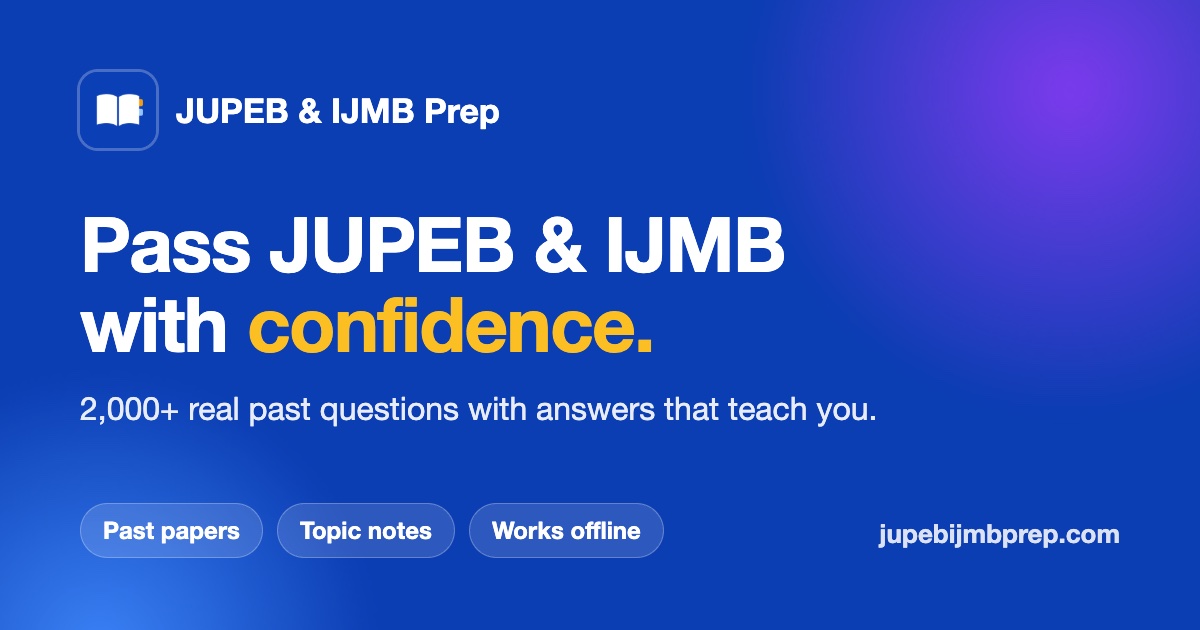 JUPEB & IJMB Prep
Pass JUPEB & IJMB
with confidence.
2,000+ real past questions with answers that teach you.
Past papers
Topic notes
Works offline
jupebijmbprep.com